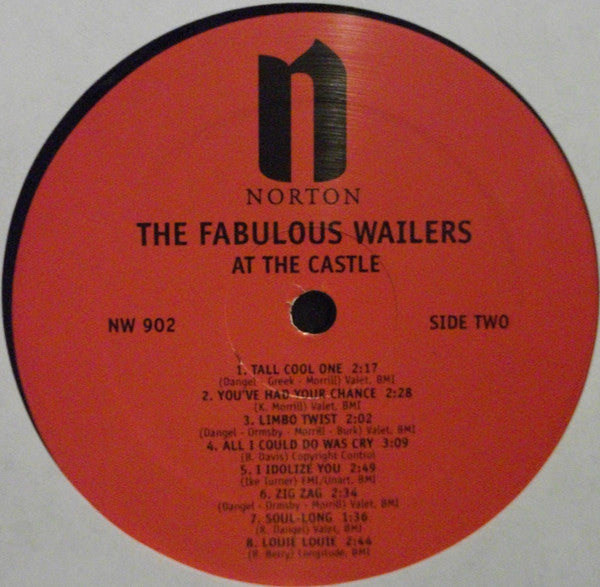 n
NORTON
THE FABULOUS WAILERS
AT THE CASTLE
NW 902
SIDE TWO
1. TALL COOL ONE 2:17
(Dangel - Greek - Morrill) Valet, BMI
2. YOU'VE HAD YOUR CHANCE 2:28
(K. Morrill) Valet, BMI
3. LIMBO TWIST 2:02
(Dangel - Ormsby - Morrill - Burk) Valet, BMI
4. ALL I COULD DO WAS CRY 3:09
(B. Davis) Copyright Control
5. I IDOLIZE YOU 2:49
(Ike Turner) EMI/Unart, BMI
6. ZIG ZAG 2:34
(Dangel - Ormsby - Morrill) Valet, BMI
7. SOUL-LONG 1:36
(R. Dangel) Valet, BMI
8. LOUIE LOUIE 2:44
(R. Berry) Longitude, BMI